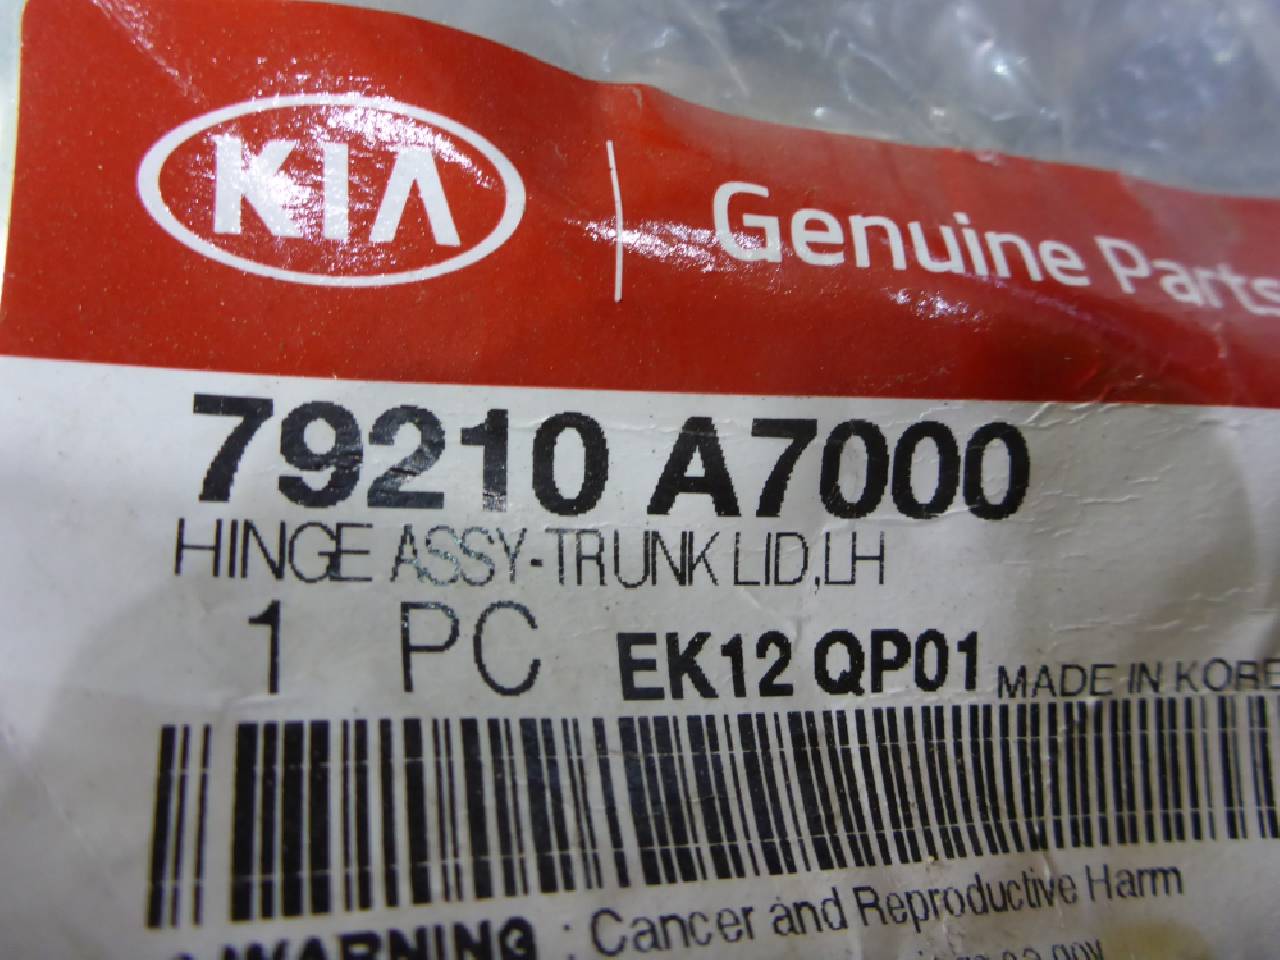 KIA
Genuine Parts
79210 A7000
HINGE ASSY-TRUNK LID,LH
1 PC EK12 QP01 MADE IN KORE
WARNING : Cancer and Reproductive Harm